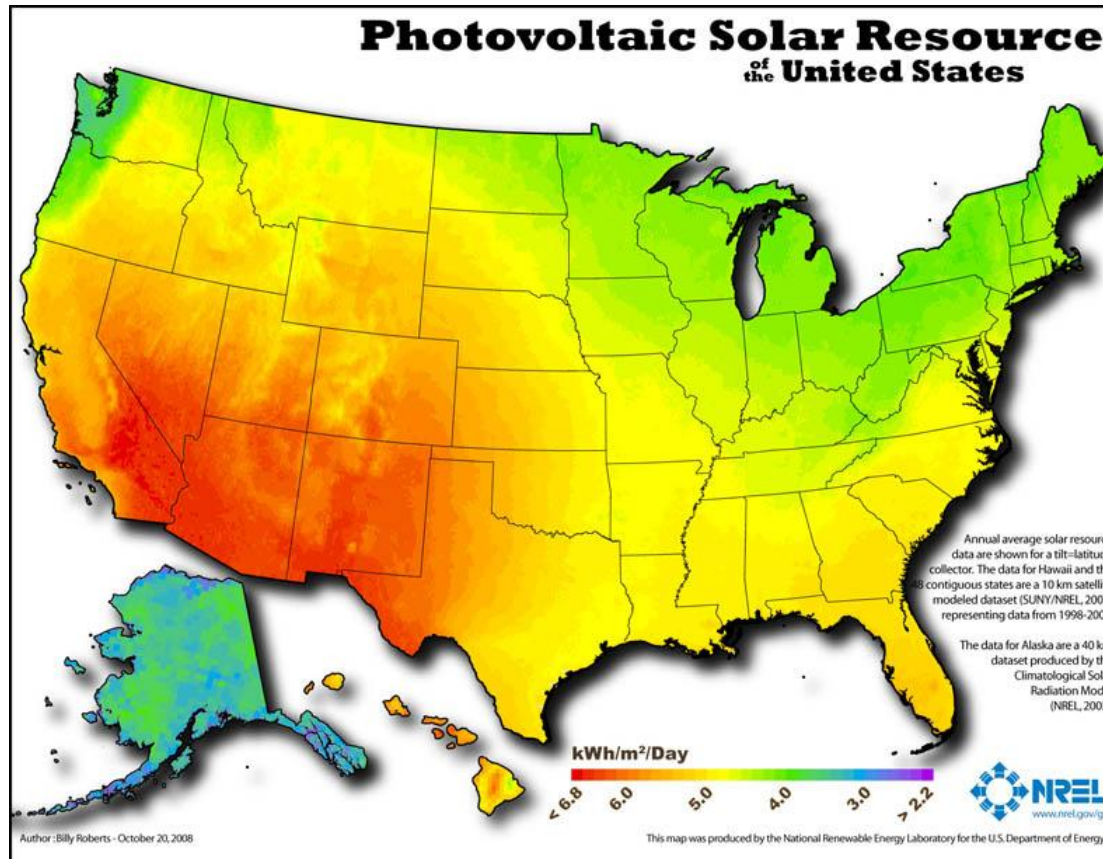 Photovoltaic Solar Resource
of the United States
Annual average solar resourc
data are shown for a tilt=latitud
collector. The data for Hawaii and th
48 contiguous states are a 10 km satelli
modeled dataset (SUNY/NREL, 200
representing data from 1998-200
The data for Alaska are a 40 k
dataset produced by th
Climatological Sol
Radiation Mod
(NREL, 200
kWh/m²/Day
< 6.8 6.0 5.0 4.0 3.0 > 2.2
NREL
www.nrel.gov/g
Author : Billy Roberts - October 20, 2008
This map was produced by the National Renewable Energy Laboratory for the U.S. Department of Energy